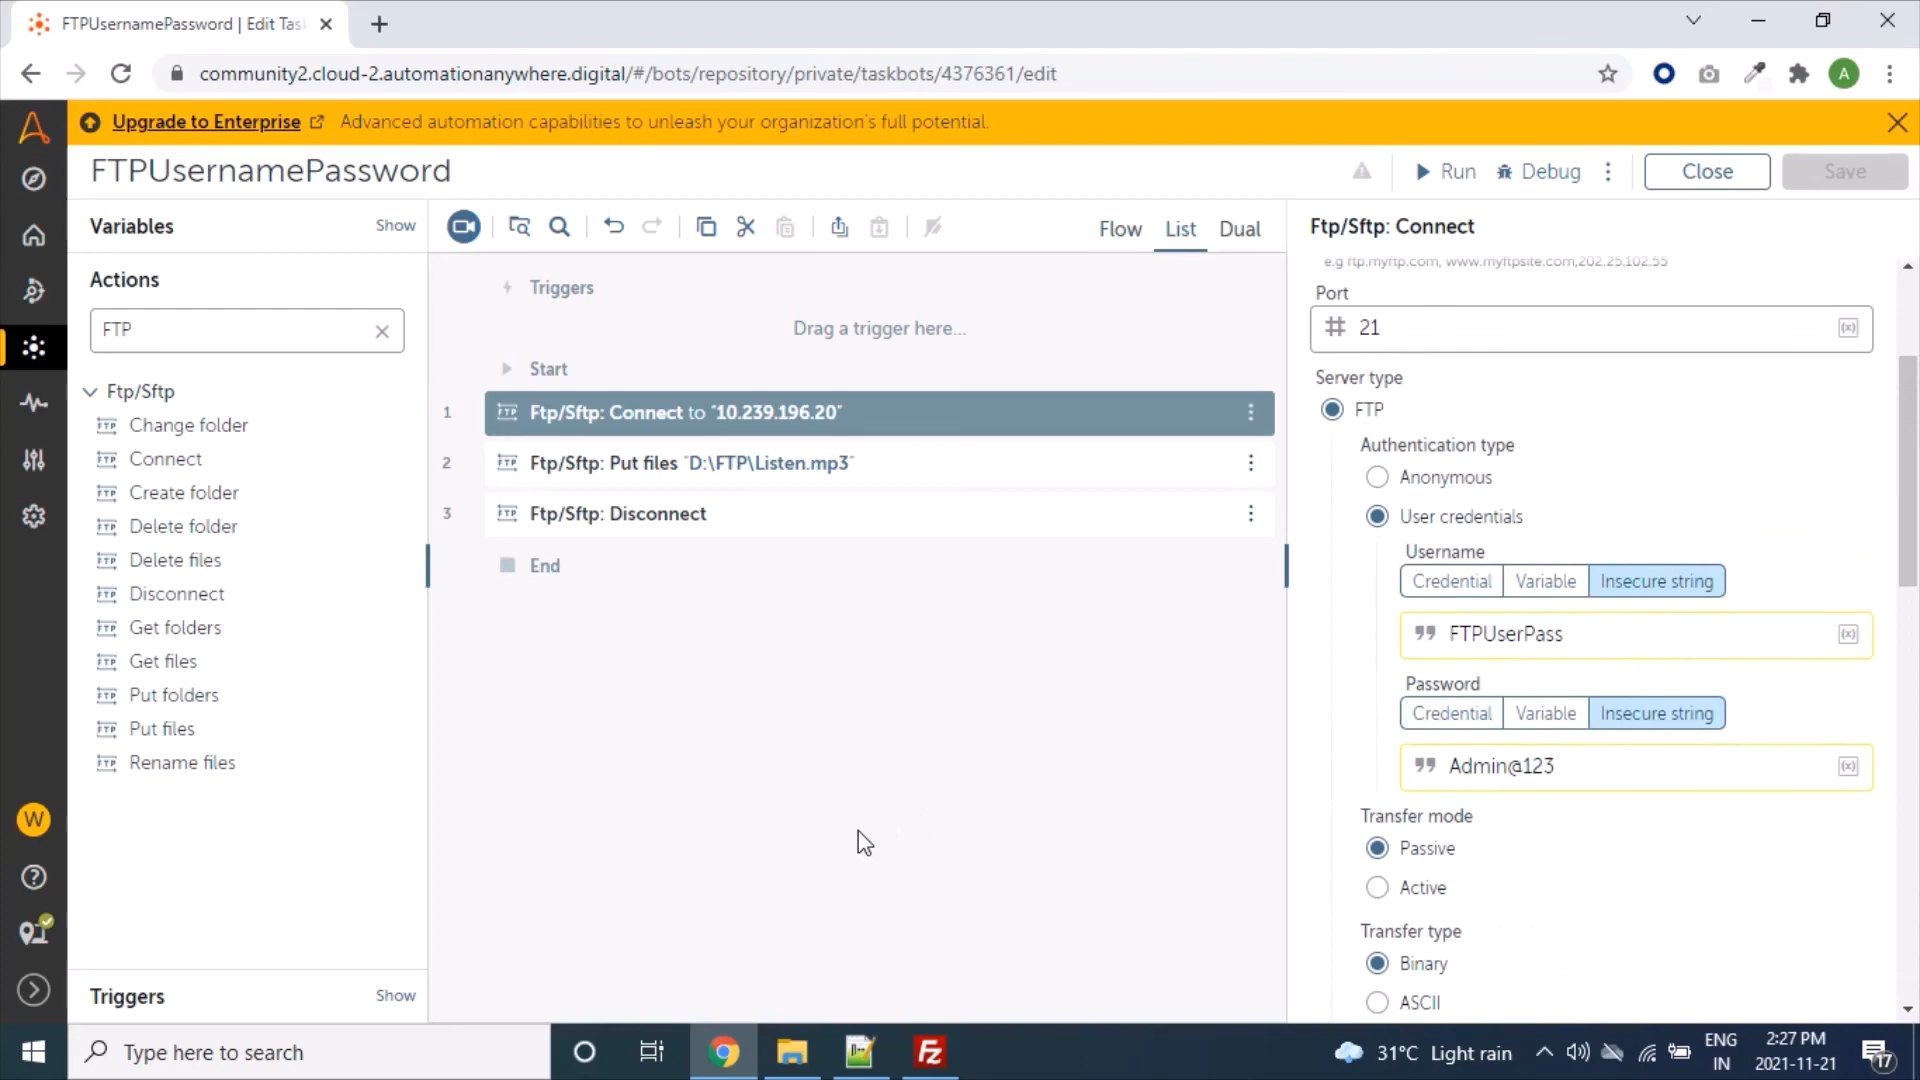 FTPUsernamePassword | Edit Tas
community2.cloud-2.automationanywhere.digital/#/bots/repository/private/taskbots/4376361/edit
A
Upgrade to Enterprise Advanced automation capabilities to unleash your organization's full potential.
FTPUsernamePassword
Run Debug Close Save
Variables Show
Flow List Dual
Ftp/Sftp: Connect
Actions
FTP
Ftp/Sftp
Change folder
Connect
Create folder
Delete folder
Delete files
Disconnect
Get folders
Get files
Put folders
Put files
Rename files
W
Triggers Show
Triggers
Drag a trigger here...
Start
1 FTP Ftp/Sftp: Connect to "10.239.196.20"
2 FTP Ftp/Sftp: Put files "D:\FTP\Listen.mp3"
3 FTP Ftp/Sftp: Disconnect
End
e.g ftp.myftp.com, www.myftpsite.com,202.25.102.55
Port
# 21 (x)
Server type
FTP
Authentication type
Anonymous
User credentials
Username
Credential Variable Insecure string
FTPUserPass (x)
Password
Credential Variable Insecure string
Admin@123 (x)
Transfer mode
Passive
Active
Transfer type
Binary
ASCII
Type here to search
Fz
31°C Light rain
ENG
IN
2:27 PM
2021-11-21
17